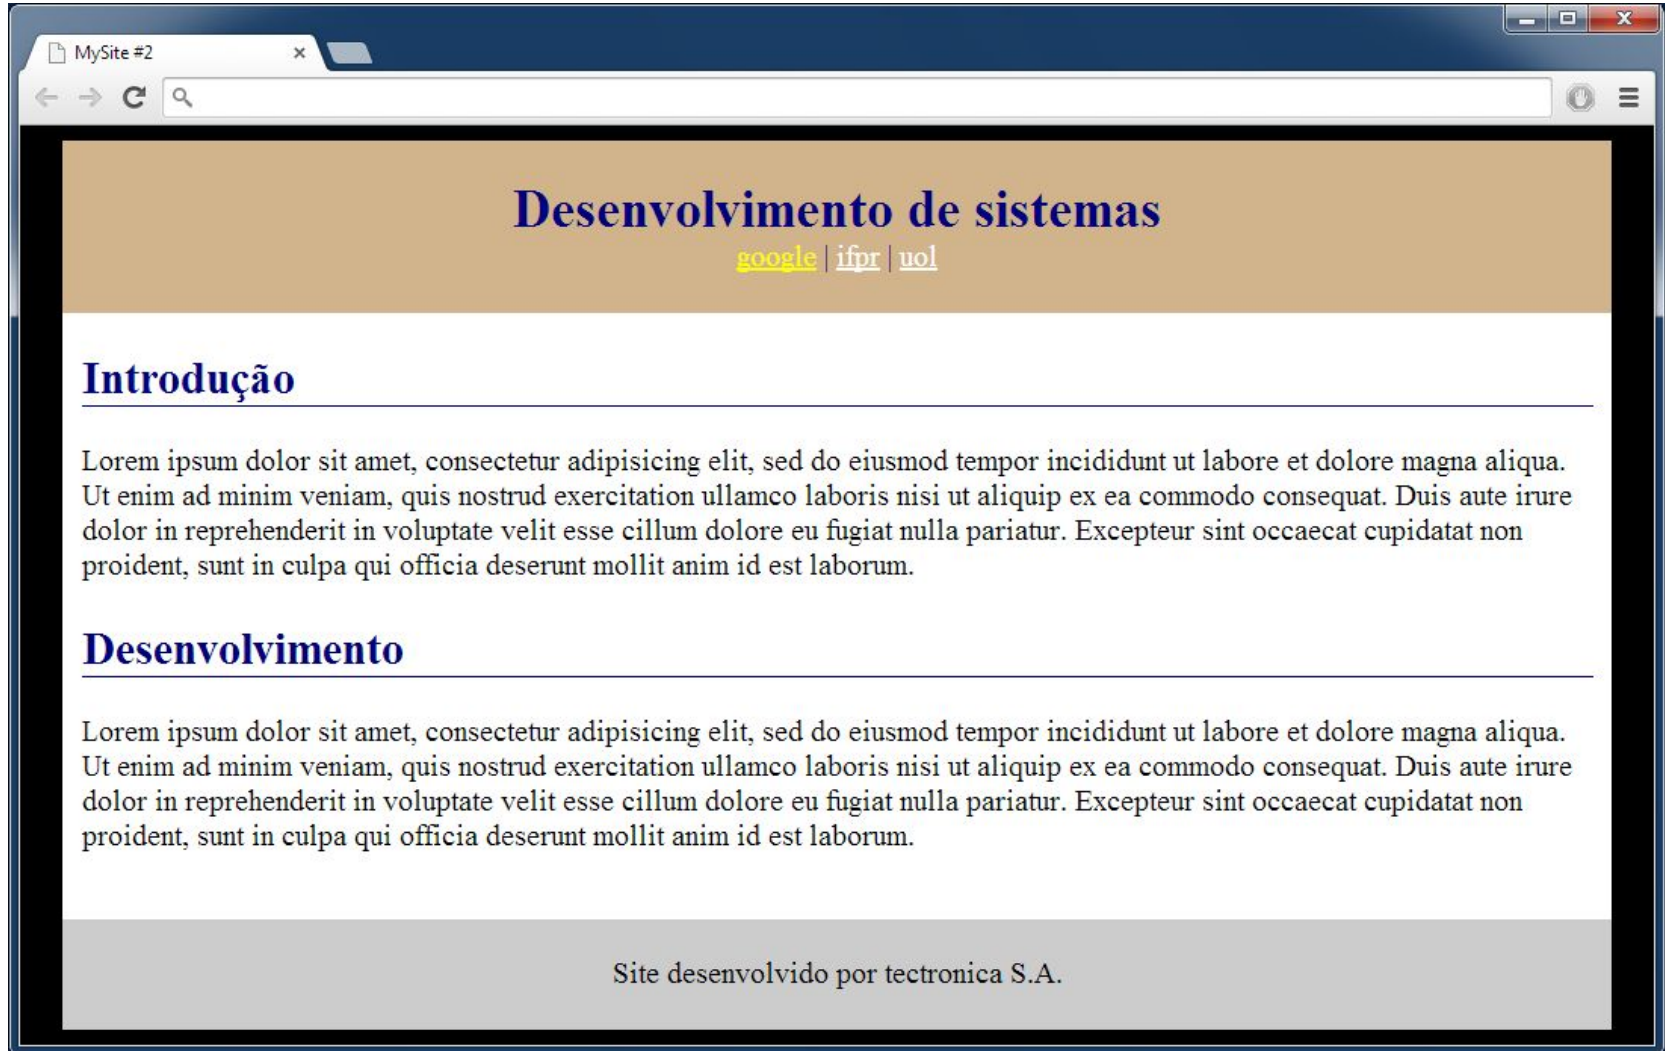 MySite #2
Desenvolvimento de sistemas
google | ifpr | uol
Introdução
Lorem ipsum dolor sit amet, consectetur adipisicing elit, sed do eiusmod tempor incididunt ut labore et dolore magna aliqua.
Ut enim ad minim veniam, quis nostrud exercitation ullamco laboris nisi ut aliquip ex ea commodo consequat. Duis aute irure
dolor in reprehenderit in voluptate velit esse cillum dolore eu fugiat nulla pariatur. Excepteur sint occaecat cupidatat non
proident, sunt in culpa qui officia deserunt mollit anim id est laborum.
Desenvolvimento
Lorem ipsum dolor sit amet, consectetur adipisicing elit, sed do eiusmod tempor incididunt ut labore et dolore magna aliqua.
Ut enim ad minim veniam, quis nostrud exercitation ullamco laboris nisi ut aliquip ex ea commodo consequat. Duis aute irure
dolor in reprehenderit in voluptate velit esse cillum dolore eu fugiat nulla pariatur. Excepteur sint occaecat cupidatat non
proident, sunt in culpa qui officia deserunt mollit anim id est laborum.
Site desenvolvido por tectronica S.A.